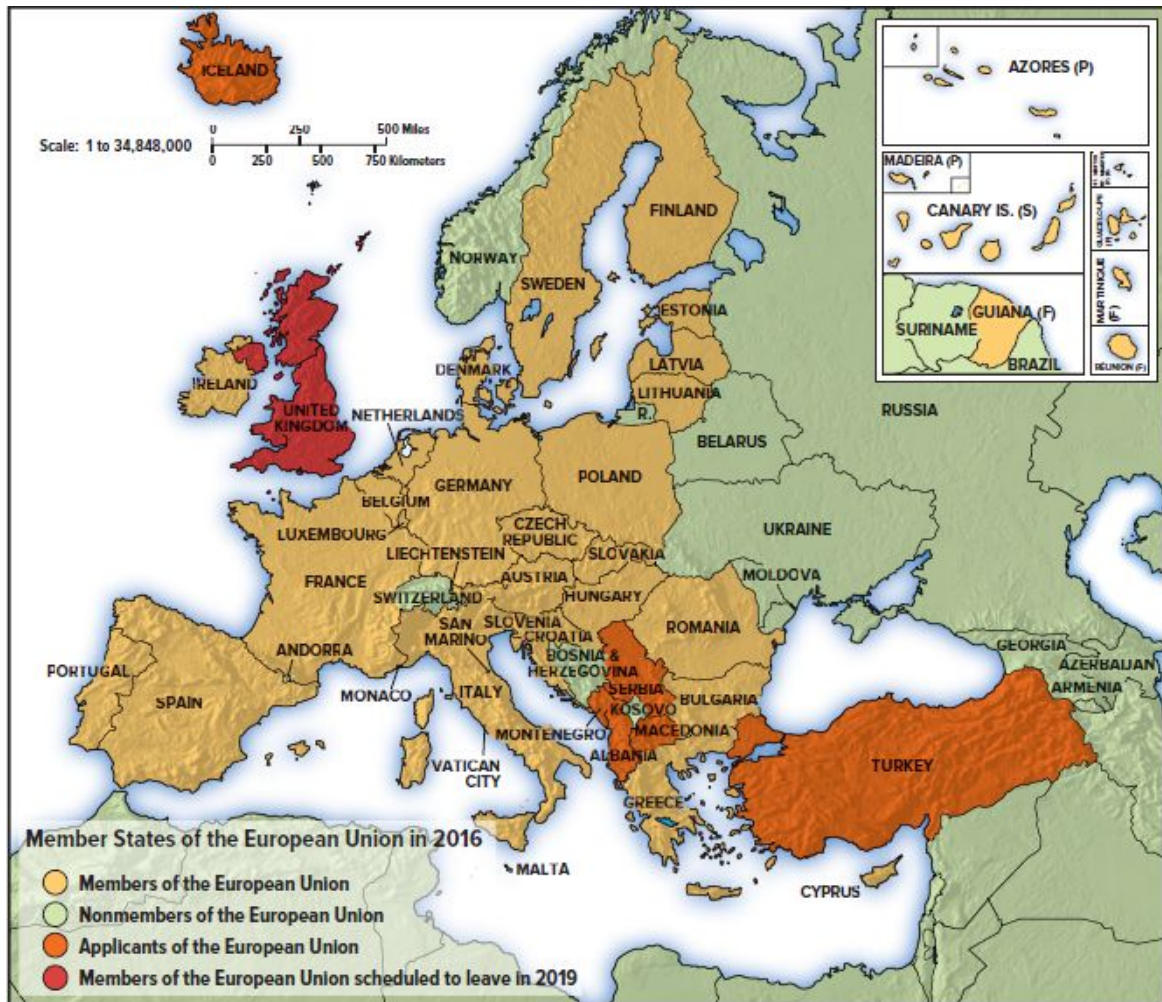 ICELAND
0 250 500 Miles
Scale: 1 to 34,848,000
0 250 500 750 Kilometers
AZORES (P)
MADEIRA (P)
CANARY IS. (S)
GUADELOUPE
(F)
MARTINIQUE
(F)
GUIANA (F)
SURINAME
BRAZIL
RÉUNION (F)
FINLAND
NORWAY
SWEDEN
ESTONIA
LATVIA
LITHUANIA
R.
RUSSIA
DENMARK
IRELAND
UNITED
KINGDOM
NETHERLANDS
BELARUS
POLAND
GERMANY
BELGIUM
LUXEMBOURG
CZECH
REPUBLIC
UKRAINE
SLOVAKIA
LIECHTENSTEIN
FRANCE
AUSTRIA
MOLDOVA
SWITZERLAND
HUNGARY
SAN
MARINO
SLOVENIA
ROMANIA
CROATIA
BOSNIA &
HERZEGOVINA
ANDORRA
GEORGIA
AZERBAIJAN
ARMENIA
PORTUGAL
SPAIN
MONACO
ITALY
SERBIA
BULGARIA
KOSOVO
MONTENEGRO
MACEDONIA
ALBANIA
VATICAN
CITY
TURKEY
GREECE
MALTA
CYPRUS
Member States of the European Union in 2016
Members of the European Union
Nonmembers of the European Union
Applicants of the European Union
Members of the European Union scheduled to leave in 2019